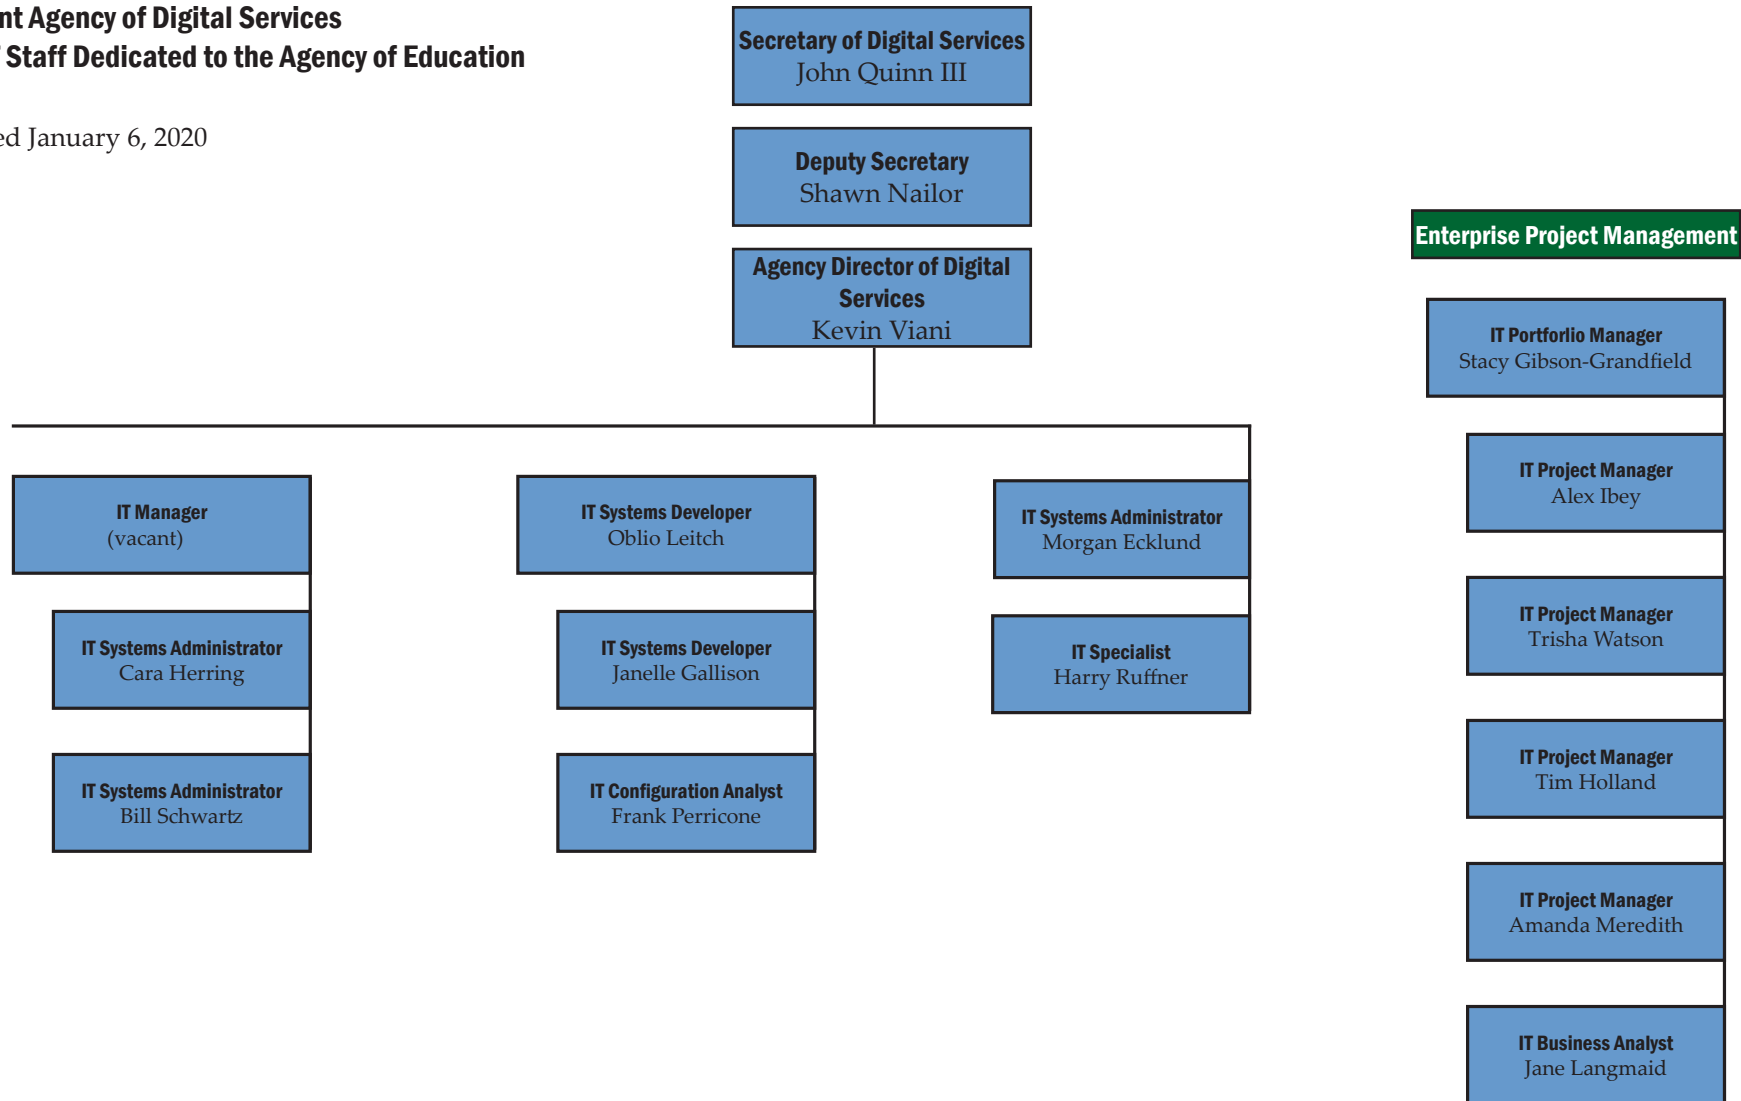 nt Agency of Digital Services
Staff Dedicated to the Agency of Education
ed January 6, 2020
Secretary of Digital Services
John Quinn III
Deputy Secretary
Shawn Nailor
Agency Director of Digital
Services
Kevin Viani
Enterprise Project Management
IT Portforlio Manager
Stacy Gibson-Grandfield
IT Project Manager
Alex Ibey
IT Project Manager
Trisha Watson
IT Project Manager
Tim Holland
IT Project Manager
Amanda Meredith
IT Business Analyst
Jane Langmaid
IT Manager
(vacant)
IT Systems Administrator
Cara Herring
IT Systems Administrator
Bill Schwartz
IT Systems Developer
Oblio Leitch
IT Systems Developer
Janelle Gallison
IT Configuration Analyst
Frank Perricone
IT Systems Administrator
Morgan Ecklund
IT Specialist
Harry Ruffner